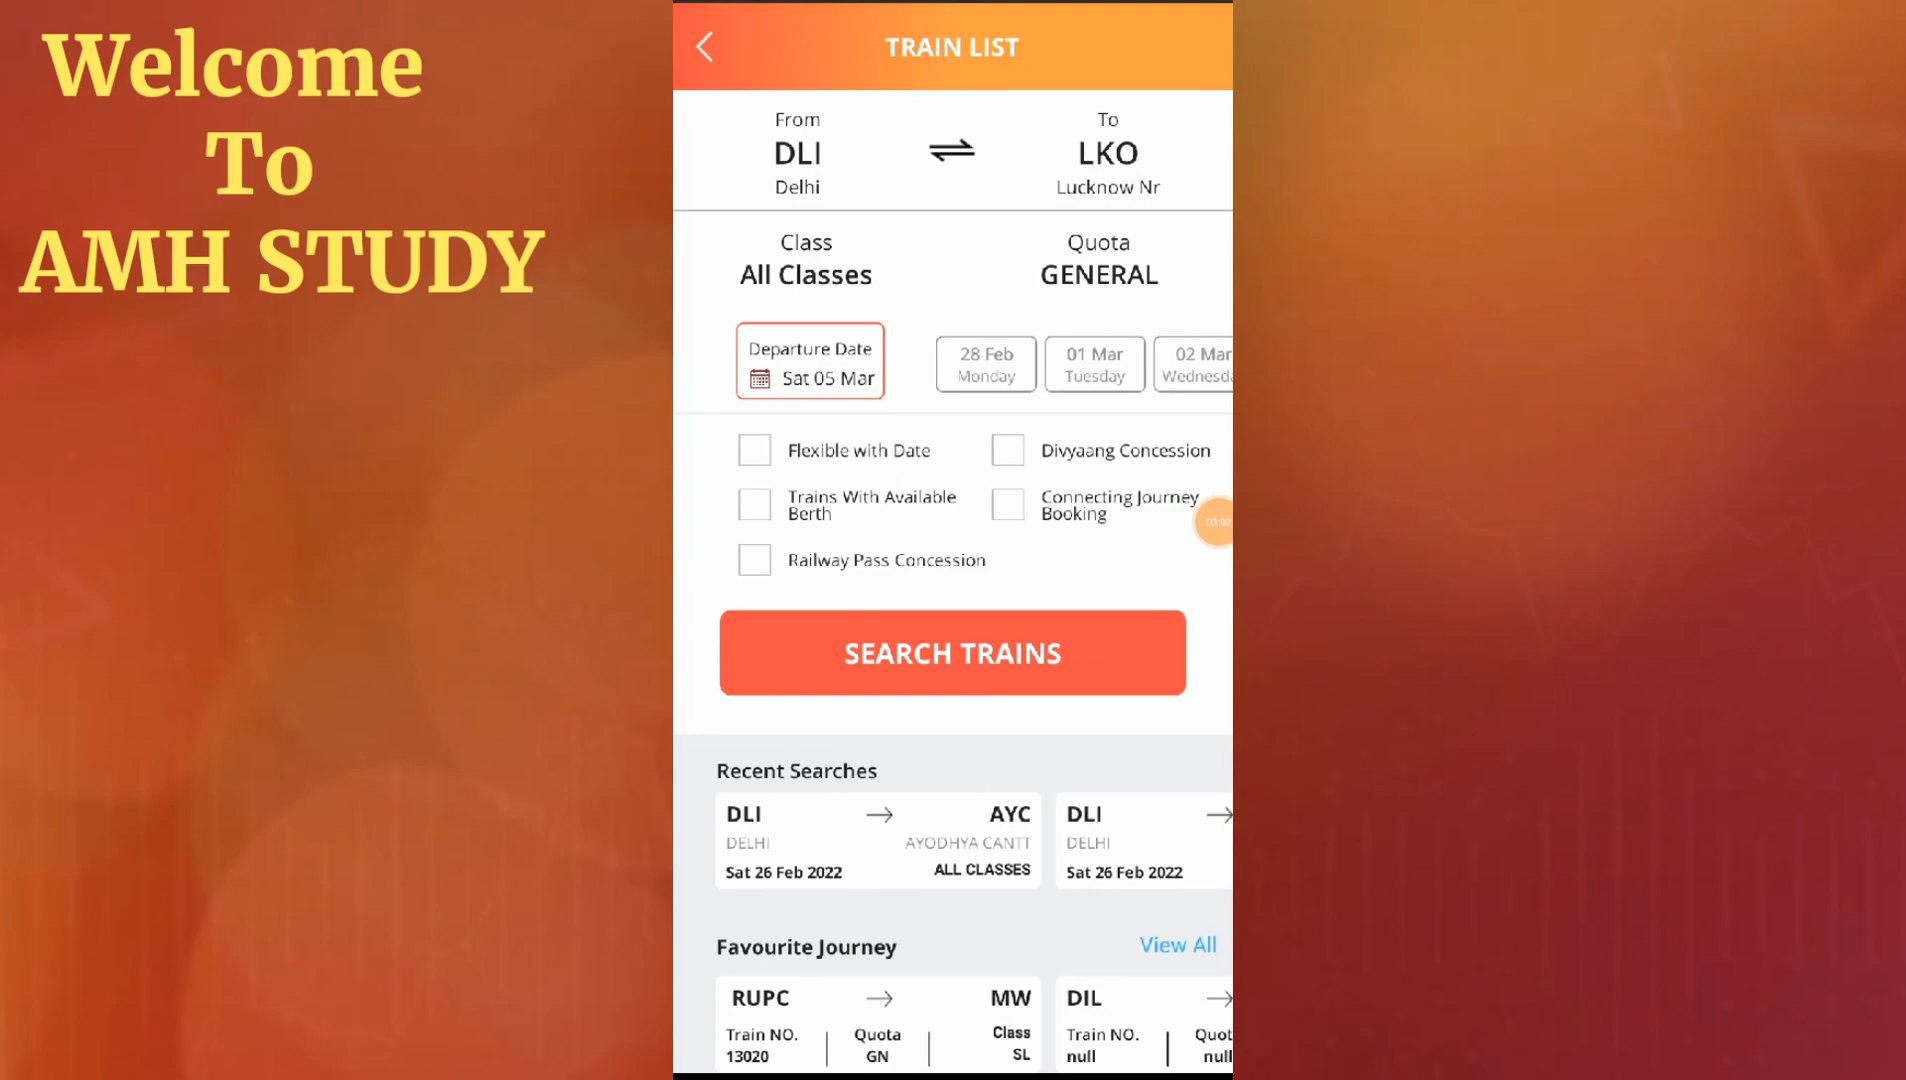 Welcome
To
AMH STUDY
TRAIN LIST
From
DLI
Delhi
To
LKO
Lucknow Nr
Class
All Classes
Quota
GENERAL
Departure Date
Sat 05 Mar
28 Feb
Monday
01 Mar
Tuesday
02 Mar
Wednesd
Flexible with Date
Divyaang Concession
Trains With Available
Berth
Connecting Journey
Booking
03:02
Railway Pass Concession
SEARCH TRAINS
Recent Searches
DLI
AYC
DELHI
AYODHYA CANTT
Sat 26 Feb 2022
ALL CLASSES
DLI
DELHI
Sat 26 Feb 2022
Favourite Journey
View All
RUPC
MW
Train NO.
13020
Quota
GN
Class
SL
DIL
Train NO.
null
Quot
null